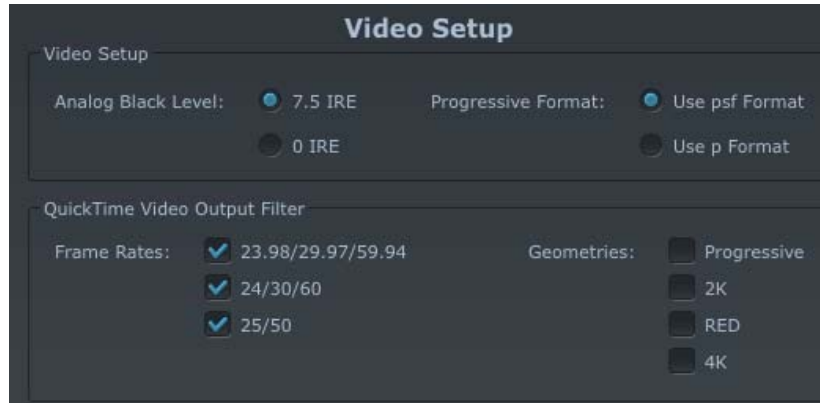 Video Setup
Video Setup
Analog Black Level: 7.5 IRE Progressive Format: Use psf Format
0 IRE Use p Format
QuickTime Video Output Filter
Frame Rates: 23.98/29.97/59.94 Geometries: Progressive
24/30/60 2K
25/50 RED
4K